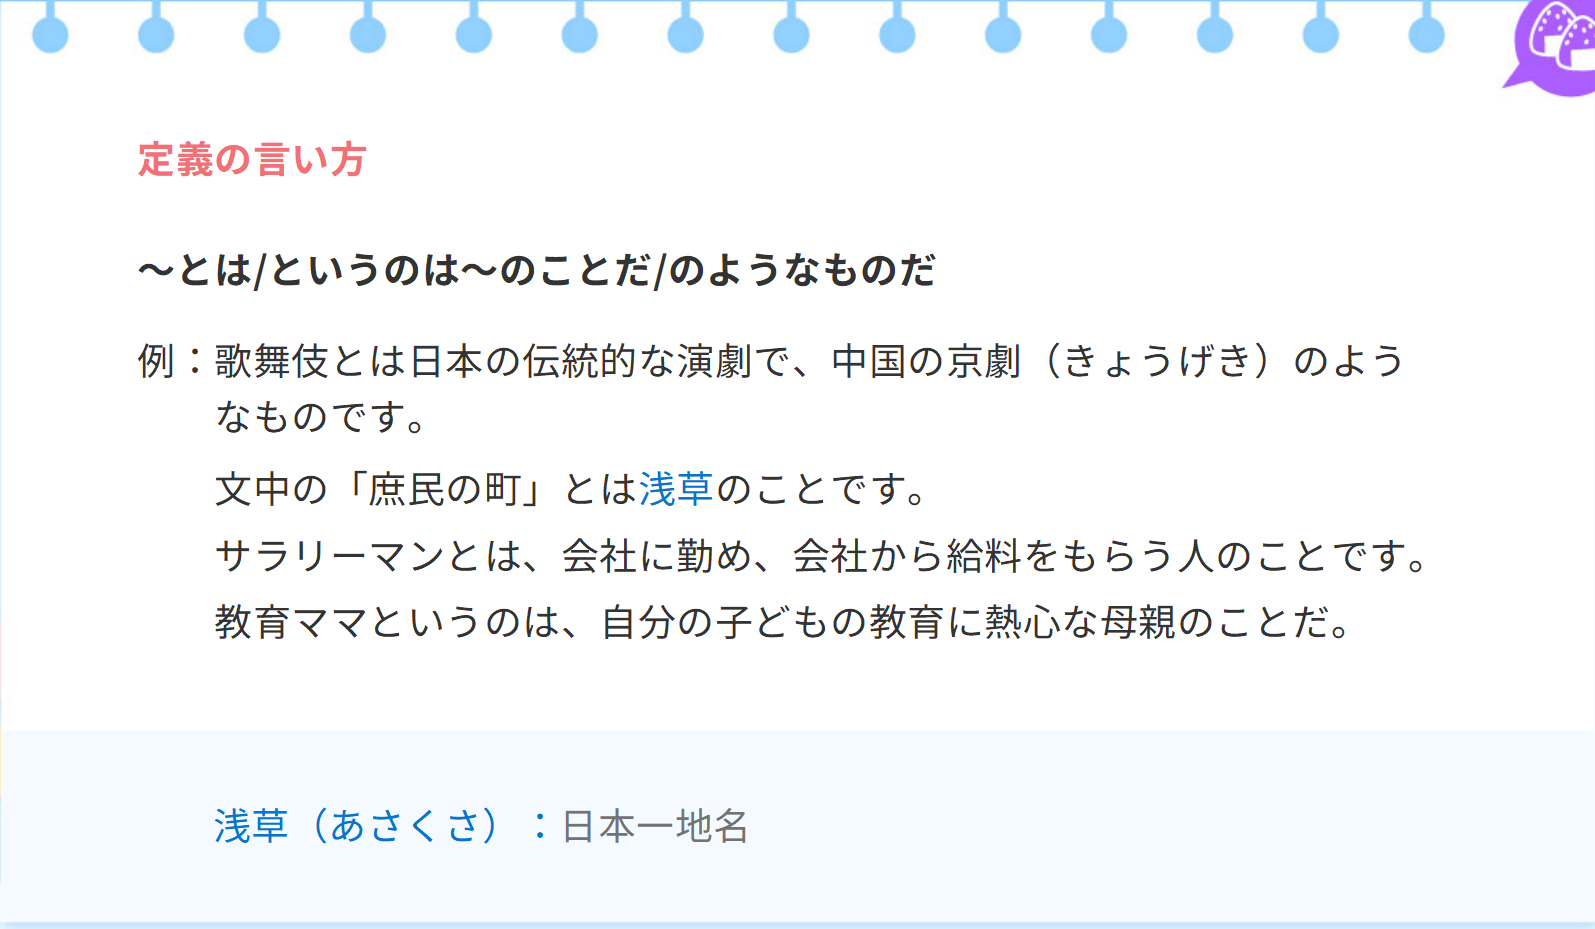 定義の言い方
～とは/というのは～のことだ/のようなものだ
例：歌舞伎とは日本の伝統的な演劇で、中国の京劇（きょうげき）のよう
なものです。
文中の「庶民の町」とは浅草のことです。
サラリーマンとは、会社に勤め、会社から給料をもらう人のことです。
教育ママというのは、自分の子どもの教育に熱心な母親のことだ。
浅草（あさくさ）：日本一地名